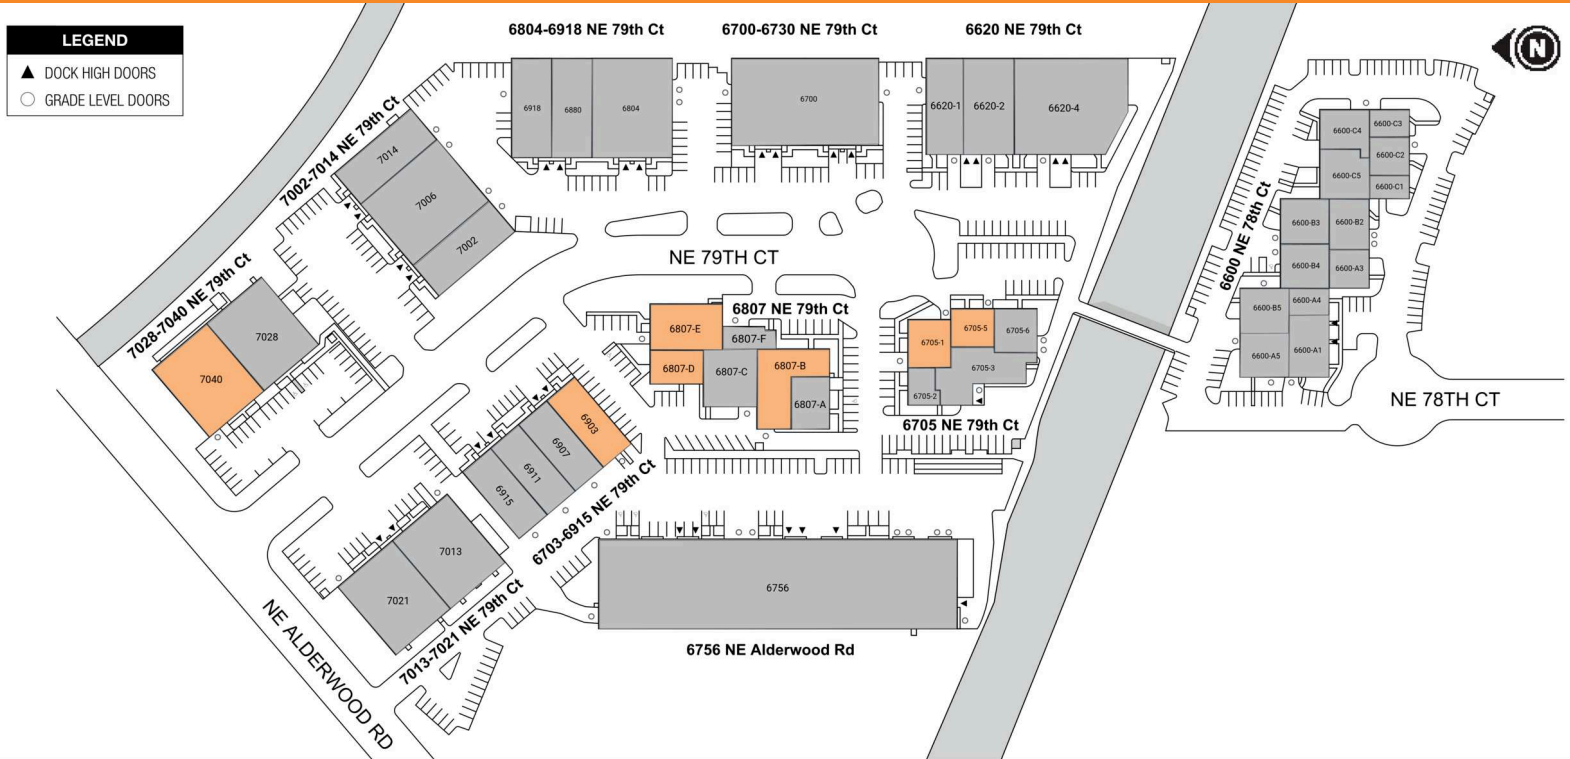 LEGEND
DOCK HIGH DOORS
GRADE LEVEL DOORS
6804-6918 NE 79th Ct
6700-6730 NE 79th Ct
6620 NE 79th Ct
N
6918
6880
6804
6700
6620-1
6620-2
6620-4
7002-7014 NE 79th Ct
7014
7006
7002
6600-C4
6600-C3
6600-C2
6600-C5
6600-C1
6600 NE 78th Ct
6600-B3
6600-B2
6600-B4
6600-A3
6600-B5
6600-A4
6600-A5
6600-A1
NE 79TH CT
7028-7040 NE 79th Ct
7028
7040
6807 NE 79th Ct
6807-E
6807-F
6807-D
6807-C
6807-B
6807-A
6705-1
6705-5
6705-6
6705-3
6705-2
6705 NE 79th Ct
NE 78TH CT
6903
6907
6911
6915
6703-6915 NE 79th Ct
7013
7021
7013-7021 NE 79th Ct
6756
6756 NE Alderwood Rd
NE ALDERWOOD RD